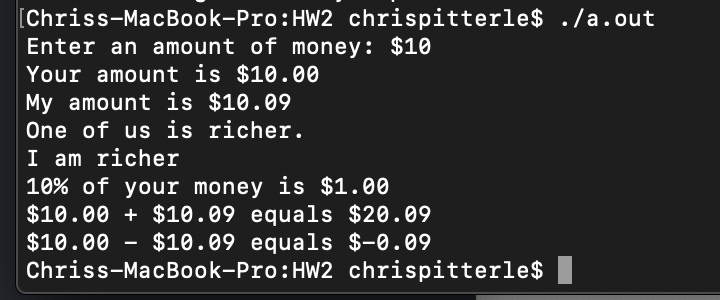 [Chriss-MacBook-Pro:HW2 chrispitterle$ ./a.out
Enter an amount of money: $10
Your amount is $10.00
My amount is $10.09
One of us is richer.
I am richer
10% of your money is $1.00
$10.00 + $10.09 equals $20.09
$10.00 - $10.09 equals $-0.09
Chriss-MacBook-Pro:HW2 chrispitterle$